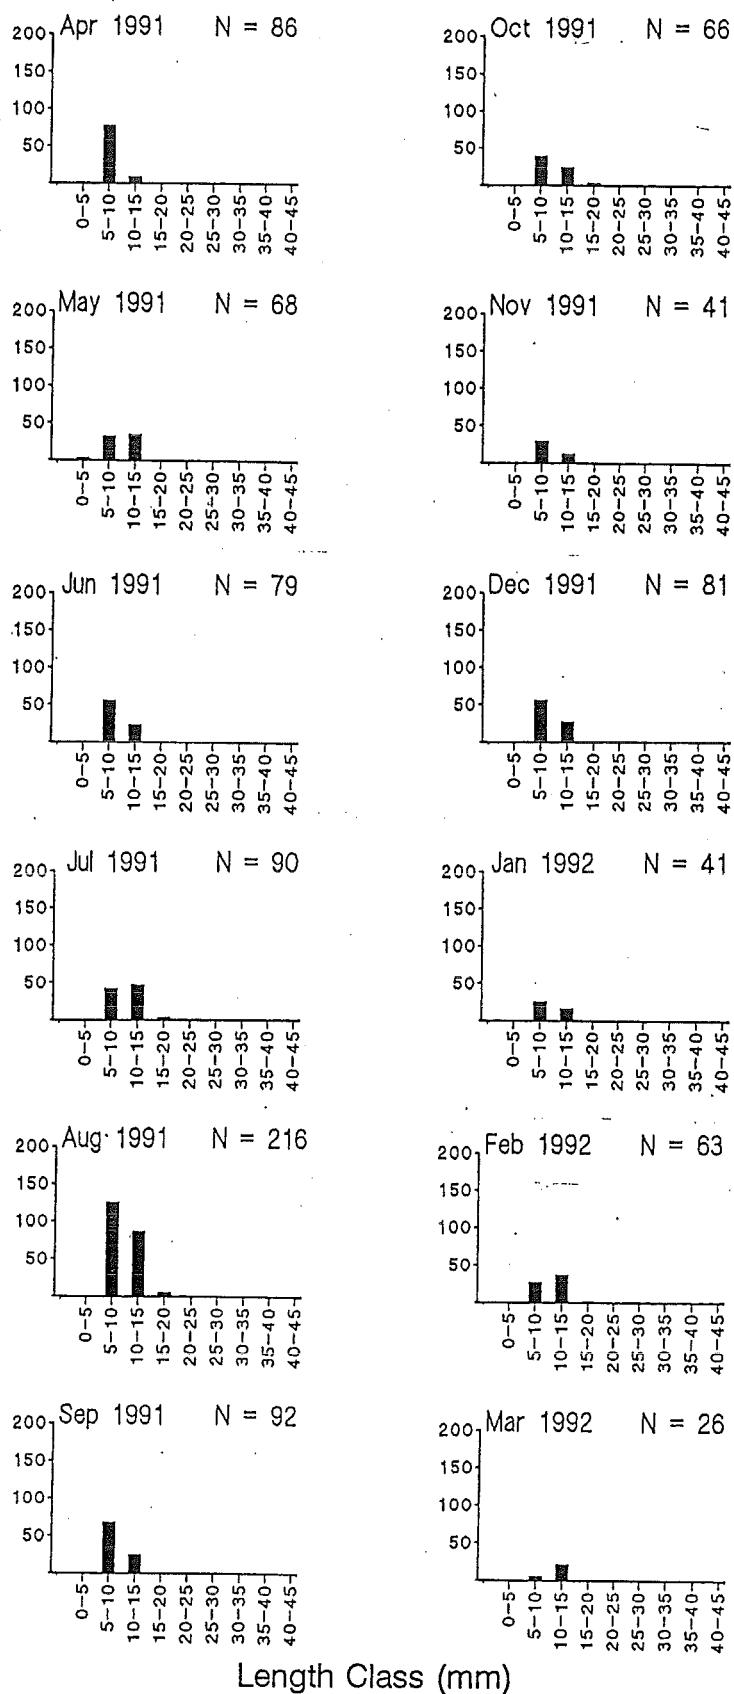 Apr 1991 N = 86
200
150
100
50
0-5 5-10 10-15 15-20 20-25 25-30 30-35 35-40 40-45
Oct 1991 N = 66
200
150
100
50
0-5 5-10 10-15 15-20 20-25 25-30 30-35 35-40 40-45
May 1991 N = 68
200
150
100
50
0-5 5-10 10-15 15-20 20-25 25-30 30-35 35-40 40-45
Nov 1991 N = 41
200
150
100
50
0-5 5-10 10-15 15-20 20-25 25-30 30-35 35-40 40-45
Jun 1991 N = 79
200
150
100
50
0-5 5-10 10-15 15-20 20-25 25-30 30-35 35-40 40-45
Dec 1991 N = 81
200
150
100
50
0-5 5-10 10-15 15-20 20-25 25-30 30-35 35-40 40-45
Jul 1991 N = 90
200
150
100
50
0-5 5-10 10-15 15-20 20-25 25-30 30-35 35-40 40-45
Jan 1992 N = 41
200
150
100
50
0-5 5-10 10-15 15-20 20-25 25-30 30-35 35-40 40-45
Aug 1991 N = 216
200
150
100
50
0-5 5-10 10-15 15-20 20-25 25-30 30-35 35-40 40-45
Feb 1992 N = 63
200
150
100
50
0-5 5-10 10-15 15-20 20-25 25-30 30-35 35-40 40-45
Sep 1991 N = 92
200
150
100
50
0-5 5-10 10-15 15-20 20-25 25-30 30-35 35-40 40-45
Mar 1992 N = 26
200
150
100
50
0-5 5-10 10-15 15-20 20-25 25-30 30-35 35-40 40-45
Length Class (mm)